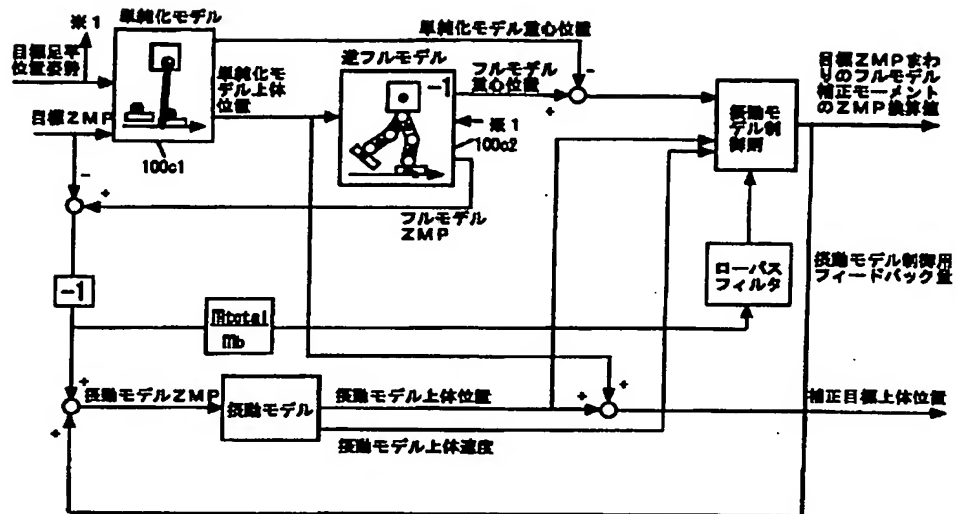 ※1
単純化モデル
単純化モデル重心位置
目標足平
位置姿勢
単純化モ
デル上体
位置
逆フルモデル
フルモデル
重心位置
-1
-
+
目標ZMPまわ
りのフルモデル
補正モーメント
のZMP換算値
目標ZMP
※1
振動モ
デル制
御則
100c1
100c2
-
+
フルモデル
ZMP
ローパス
フィルタ
振動モデル制御用
フィードバック量
-1
mtotal
mb
+
振動モデルZMP
+
振動モデル
振動モデル上体位置
+
+
補正目標上体位置
振動モデル上体速度